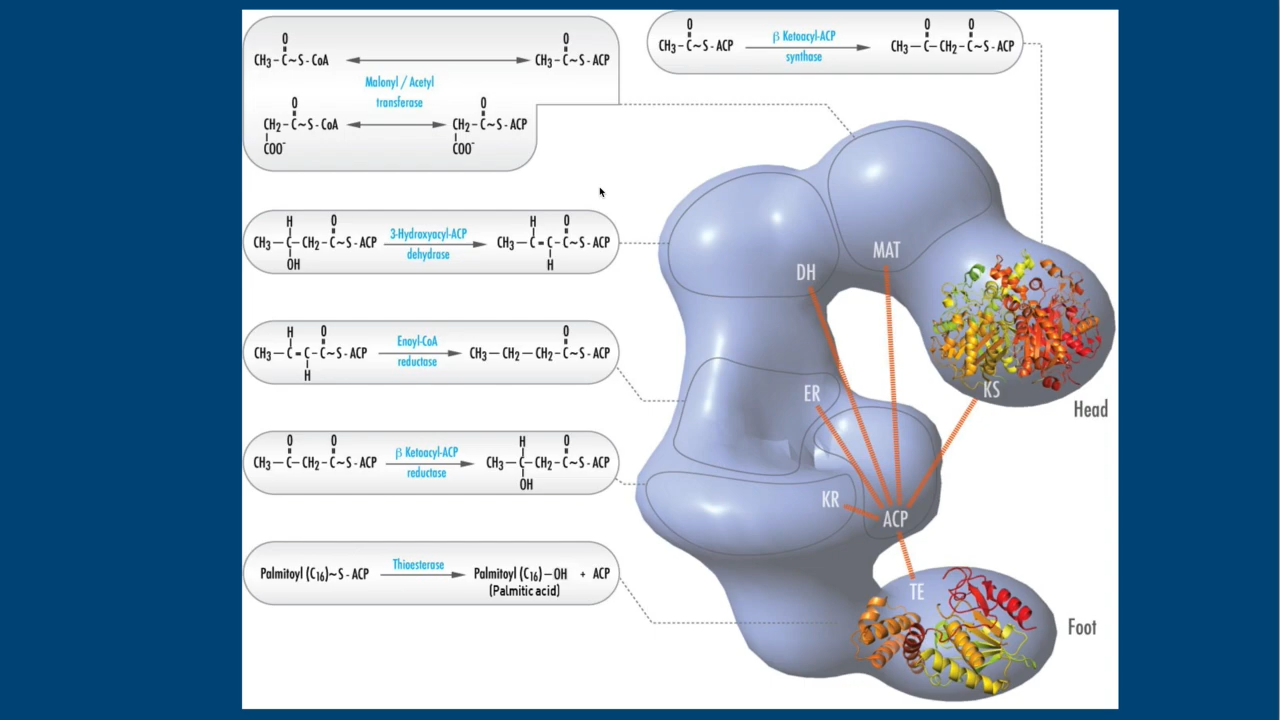 O
CH3-C~S-CoA
O
CH3-C~S-ACP
Malonyl / Acetyl
transferase
O
CH2-C~S-CoA
COO-
O
CH2-C~S-ACP
COO-
O
CH3-C~S-ACP
β Ketoacyl-ACP
synthase
O O
CH3-C-CH2-C~S-ACP
H O
CH3-C-CH2-C~S-ACP
OH
3-Hydroxyacyl-ACP
dehydrase
H O
CH3-C=C-C~S-ACP
H
H O
CH3-C=C-C~S-ACP
H
Enoyl-CoA
reductase
O
CH3-CH2-CH2-C~S-ACP
O O
CH3-C-CH2-C~S-ACP
β Ketoacyl-ACP
reductase
H O
CH3-C-CH2-C~S-ACP
OH
Palmitoyl (C16)~S-ACP
Thioesterase
Palmitoyl (C16)-OH + ACP
(Palmitic acid)
MAT
DH
KS
Head
ER
KR
ACP
TE
Foot